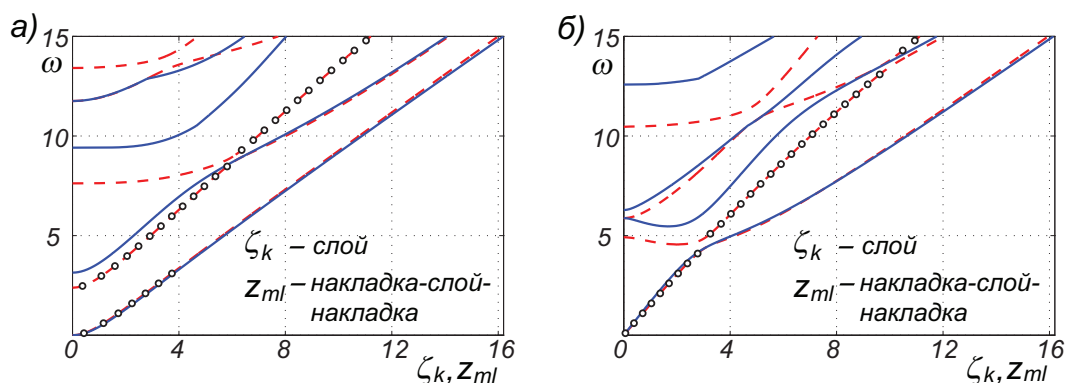 а)
15
ω
10
5
ζk – слой
zml – накладка-слой-
накладка
0 4 8 12 16
ζk, zml
б)
15
ω
10
5
ζk – слой
zml – накладка-слой-
накладка
0 4 8 12 16
ζk, zml